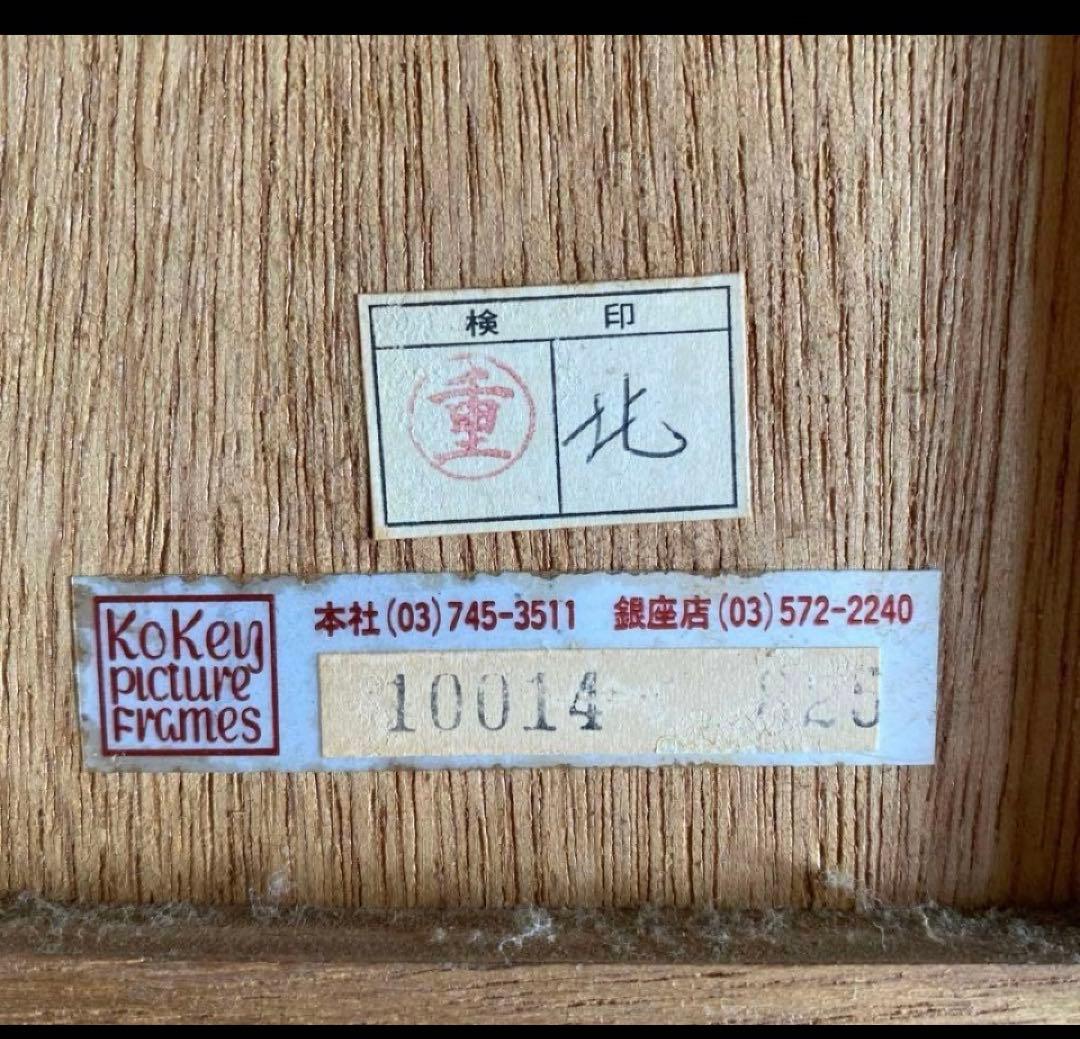 検 印
重 北
KoKey
picture
Frames
本社(03)745-3511 銀座店(03)572-2240
10014 825